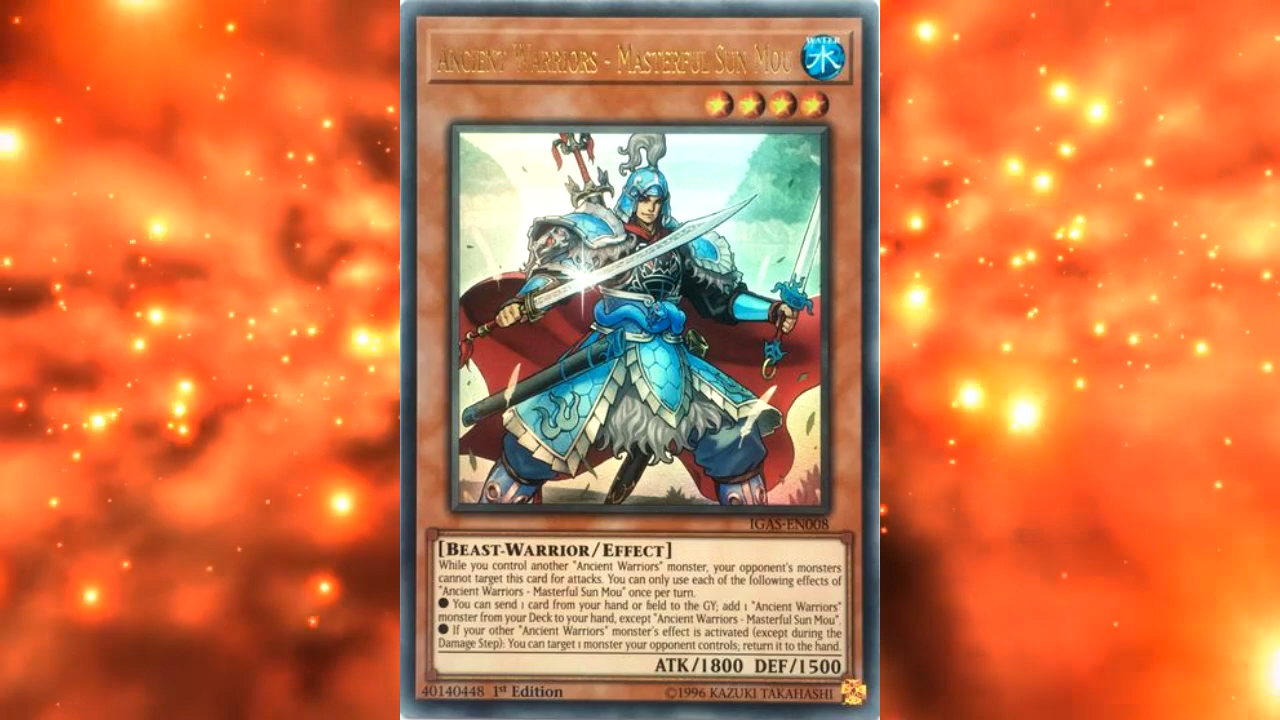 Ancient Warriors - Masterful Sun Mou
WATER
水
IGAS-EN008
[Beast-Warrior/Effect]
While you control another "Ancient Warriors" monster, your opponent's monsters
cannot target this card for attacks. You can only use each of the following effects of
"Ancient Warriors - Masterful Sun Mou" once per turn.
● You can send 1 card from your hand or field to the GY; add 1 "Ancient Warriors"
monster from your Deck to your hand, except "Ancient Warriors - Masterful Sun Mou".
● If your other "Ancient Warriors" monster's effect is activated (except during the
Damage Step): You can target 1 monster your opponent controls; return it to the hand.
ATK/1800 DEF/1500
40140448 1st Edition ©1996 KAZUKI TAKAHASHI